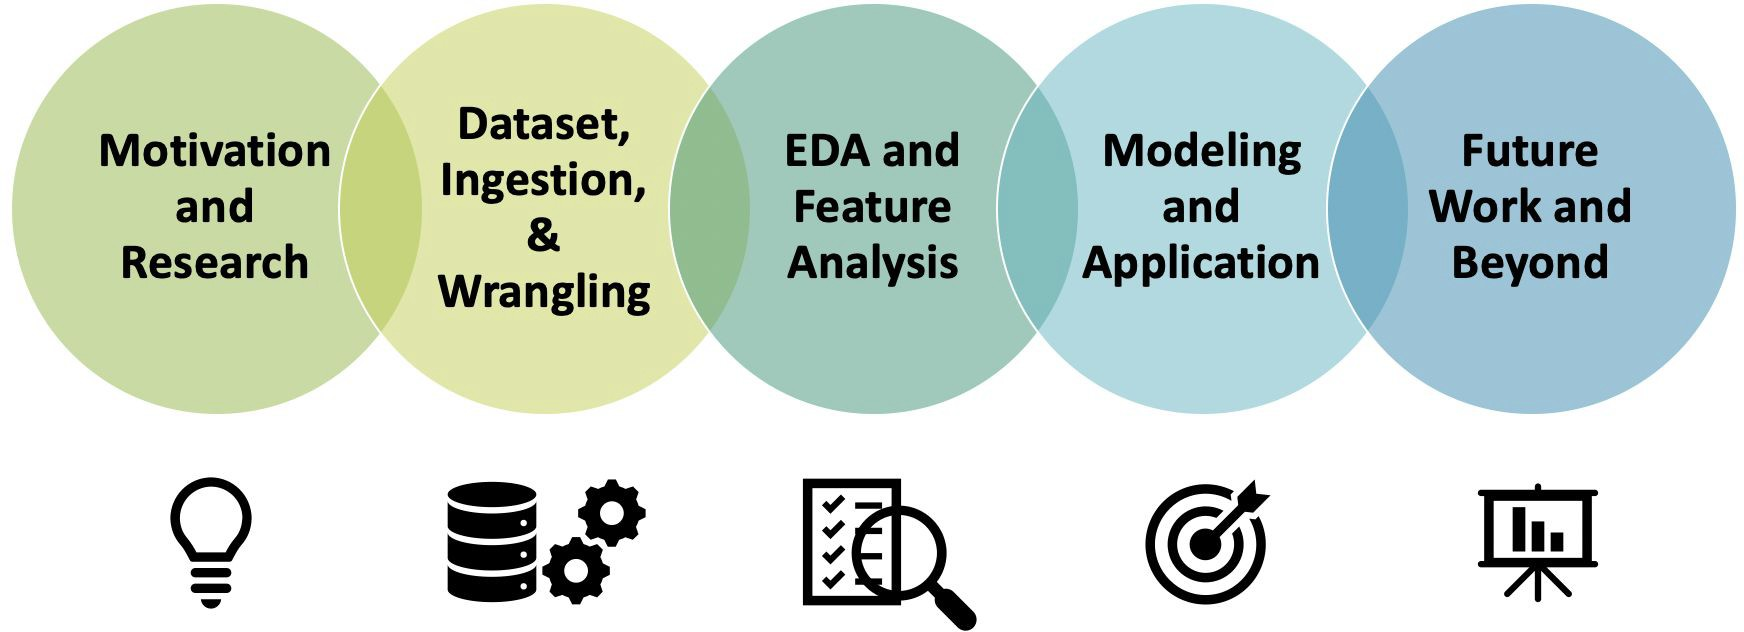 Motivation
and
Research
Dataset,
Ingestion,
&
Wrangling
EDA and
Feature
Analysis
Modeling
and
Application
Future
Work and
Beyond